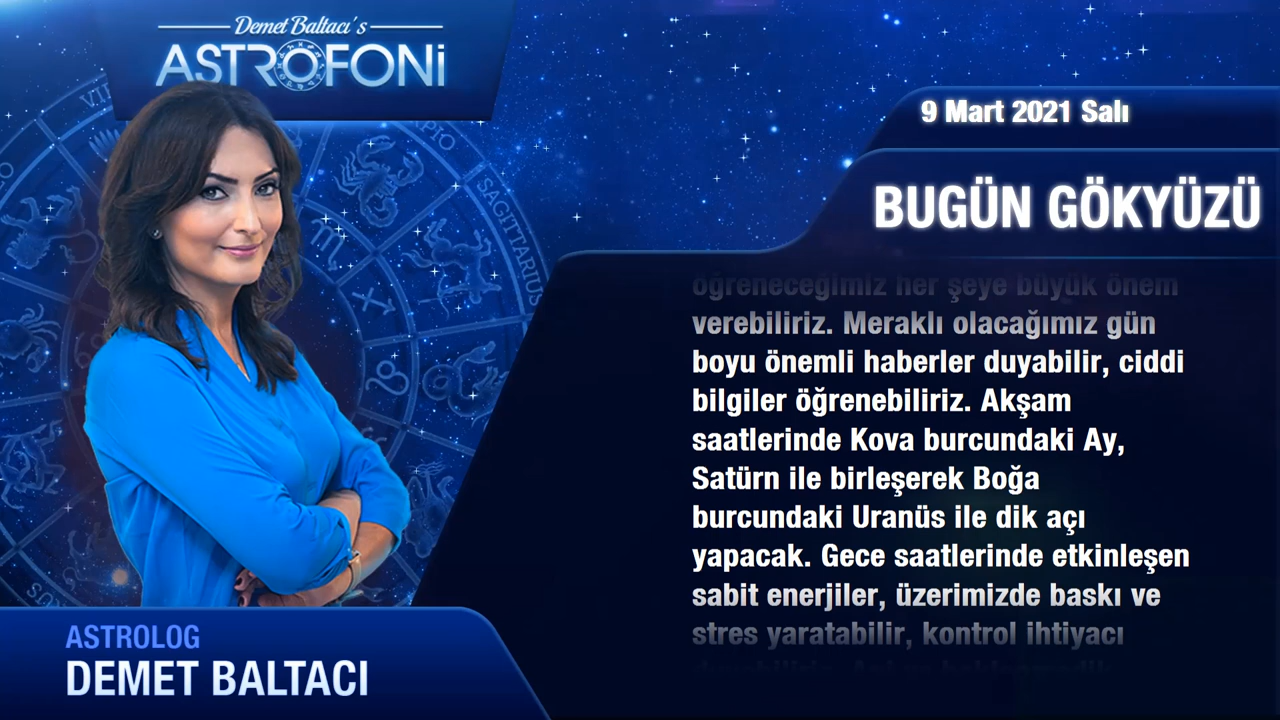 Demet Baltacı's
ASTROFONİ
9 Mart 2021 Salı
BUGÜN GÖKYÜZÜ
öğreneceğimiz her şeye büyük önem
verebiliriz. Meraklı olacağımız gün
boyu önemli haberler duyabilir, ciddi
bilgiler öğrenebiliriz. Akşam
saatlerinde Kova burcundaki Ay,
Satürn ile birleşerek Boğa
burcundaki Uranüs ile dik açı
yapacak. Gece saatlerinde etkinleşen
sabit enerjiler, üzerimizde baskı ve
stres yaratabilir, kontrol ihtiyacı
SAGITTARIUS
ASTROLOG
DEMET BALTACI